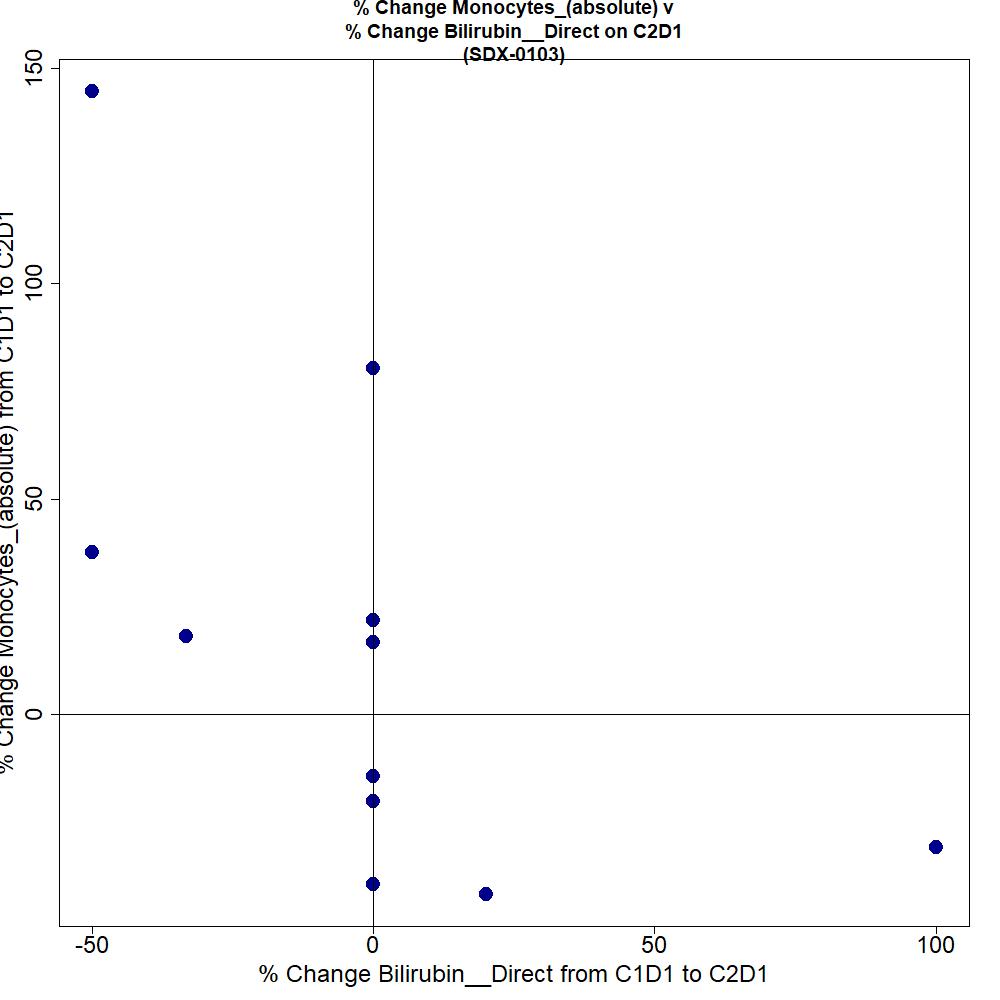 % Change Monocytes_(absolute) v
% Change Bilirubin__Direct on C2D1
(SDX-0103)
% Change Monocytes_(absolute) from C1D1 to C2D1
150
100
50
0
-50
0
50
100
% Change Bilirubin__Direct from C1D1 to C2D1